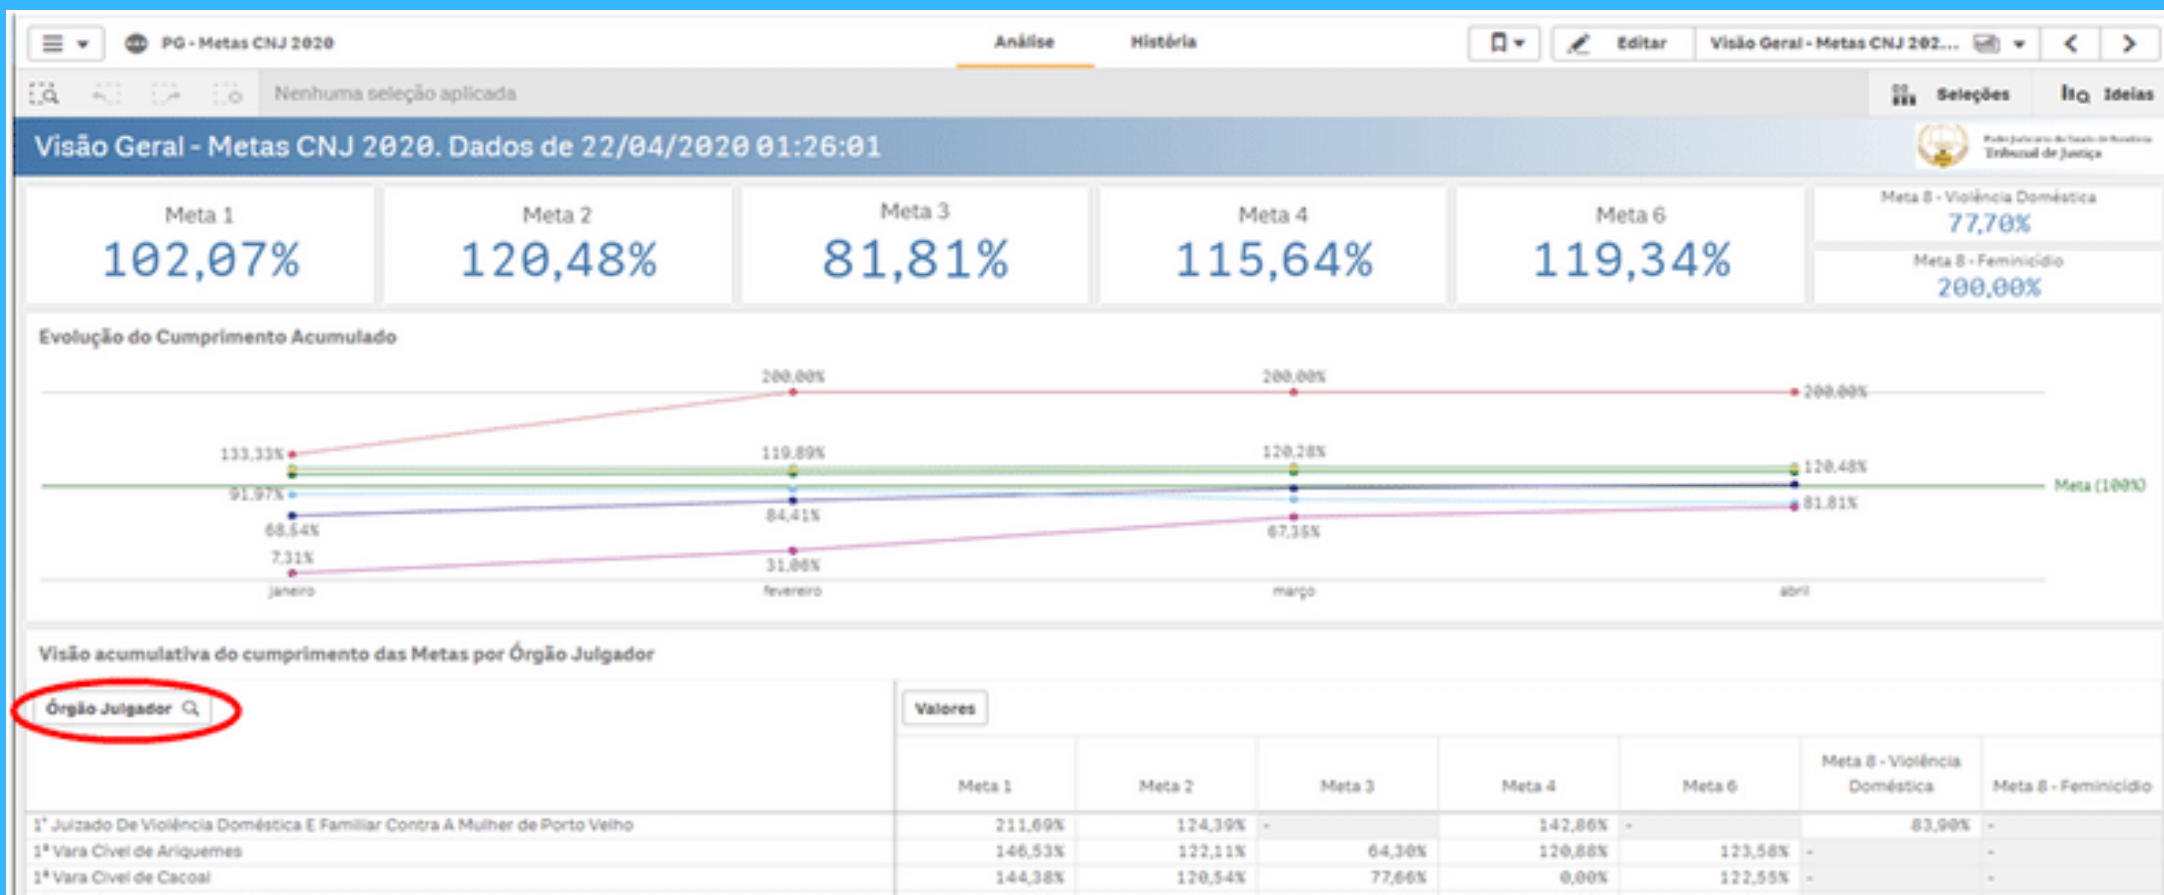 PG - Metas CNJ 2020
Análise
História
Editar
Visão Geral - Metas CNJ 202...
Nenhuma seleção aplicada
Seleções
Ideias
Visão Geral - Metas CNJ 2020. Dados de 22/04/2020 01:26:01
Poder Judiciário do Estado de Rondônia
Tribunal de Justiça
Meta 1
102,07%
Meta 2
120,48%
Meta 3
81,81%
Meta 4
115,64%
Meta 6
119,34%
Meta 8 - Violência Doméstica
77,70%
Meta 8 - Feminicídio
200,00%
Evolução do Cumprimento Acumulado
200,00% 200,00% 200,00%
133,33% 119,89% 120,28% 120,48%
91,97% Meta (100%)
68,54% 84,41% 81,81%
7,31% 31,06% 67,35%
janeiro fevereiro março abril
Visão acumulativa do cumprimento das Metas por Órgão Julgador
Órgão Julgador
Valores
Meta 1 Meta 2 Meta 3 Meta 4 Meta 6 Meta 8 - Violência Doméstica Meta 8 - Feminicídio
1° Juizado De Violência Doméstica E Familiar Contra A Mulher de Porto Velho 211,69% 124,39% - 142,86% - 83,90% -
1ª Vara Cível de Ariquemes 146,53% 122,11% 64,30% 120,88% 123,58% - -
1ª Vara Cível de Cacoal 144,38% 120,54% 77,66% 0,00% 122,55% - -